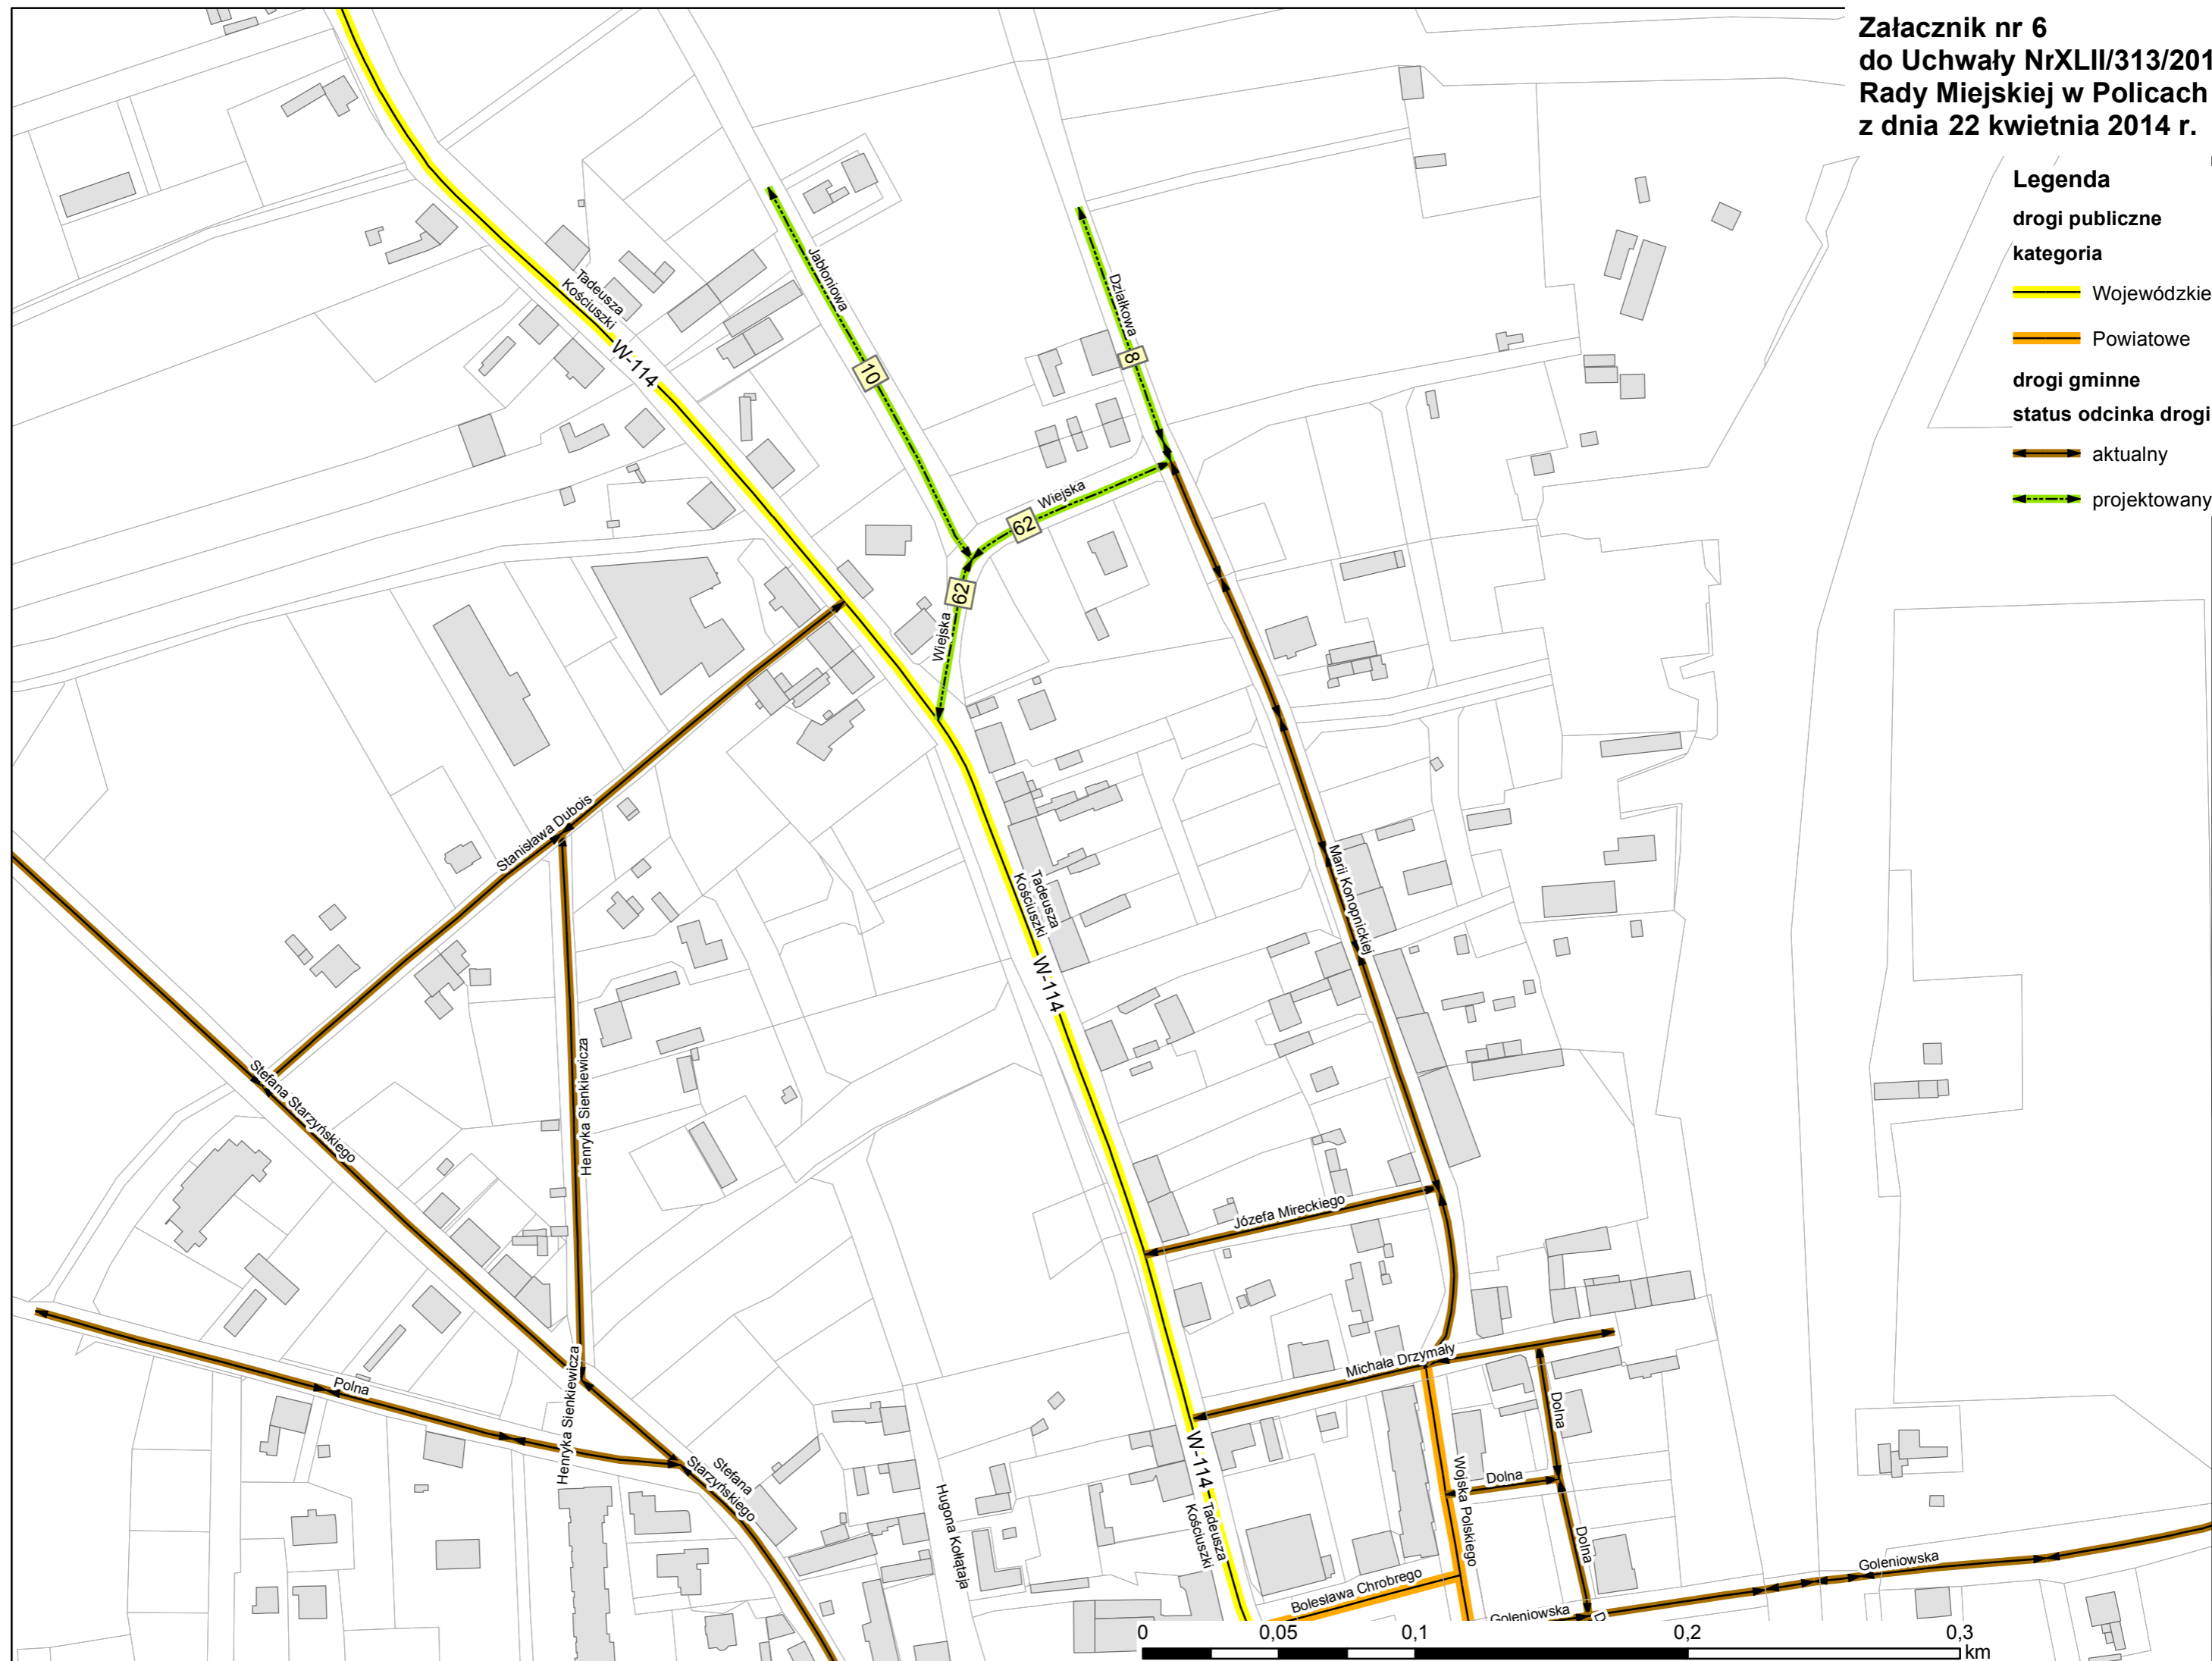 Załacznik nr 6
do Uchwały NrXLII/313/201
Rady Miejskiej w Policach
z dnia 22 kwietnia 2014 r.
Legenda
drogi publiczne
kategoria
Wojewódzkie
Powiatowe
drogi gminne
status odcinka drogi
aktualny
projektowany
Tadeusza
Kościuszki
W-114
Jabłoniowa
10
Działkowa
8
Wiejska
62
62
Wiejska
Stanisława Dubois
Tadeusza
Kościuszki
W-114
Marii Konopnickiej
Stefana Starzyńskiego
Henryka Sienkiewicza
Józefa Mireckiego
Michała Drzymały
Polna
Henryka Sienkiewicza
Dolna
Stefana
Starzyńskiego
Hugona Kołłątaja
W-114
Tadeusza
Kościuszki
Wojska Polskiego
Dolna
Dolna
Goleniowska
Bolesława Chrobrego
Goleniowska
D
0
0,05
0,1
0,2
0,3
km